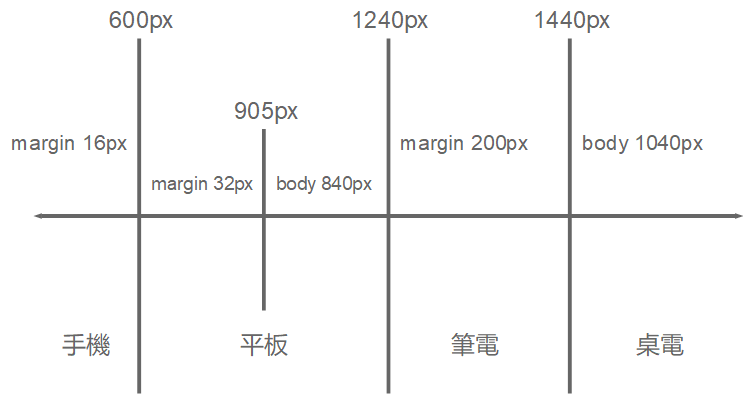 600px
1240px
1440px
905px
margin 16px
margin 200px
body 1040px
margin 32px
body 840px
手機
平板
筆電
桌電